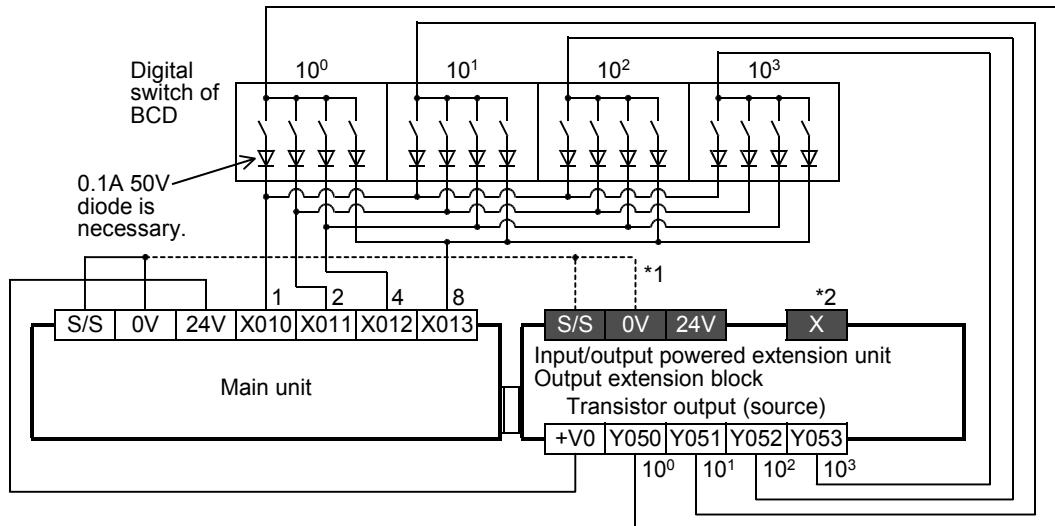 Digital
switch of
BCD
10⁰ 10¹ 10² 10³
0.1A 50V
diode is
necessary.
*1
1 2 4 8
*2
S/S 0V 24V X010 X011 X012 X013
S/S 0V 24V X
Main unit
Input/output powered extension unit
Output extension block
Transistor output (source)
+V0 Y050 Y051 Y052 Y053
10⁰ 10¹ 10² 10³